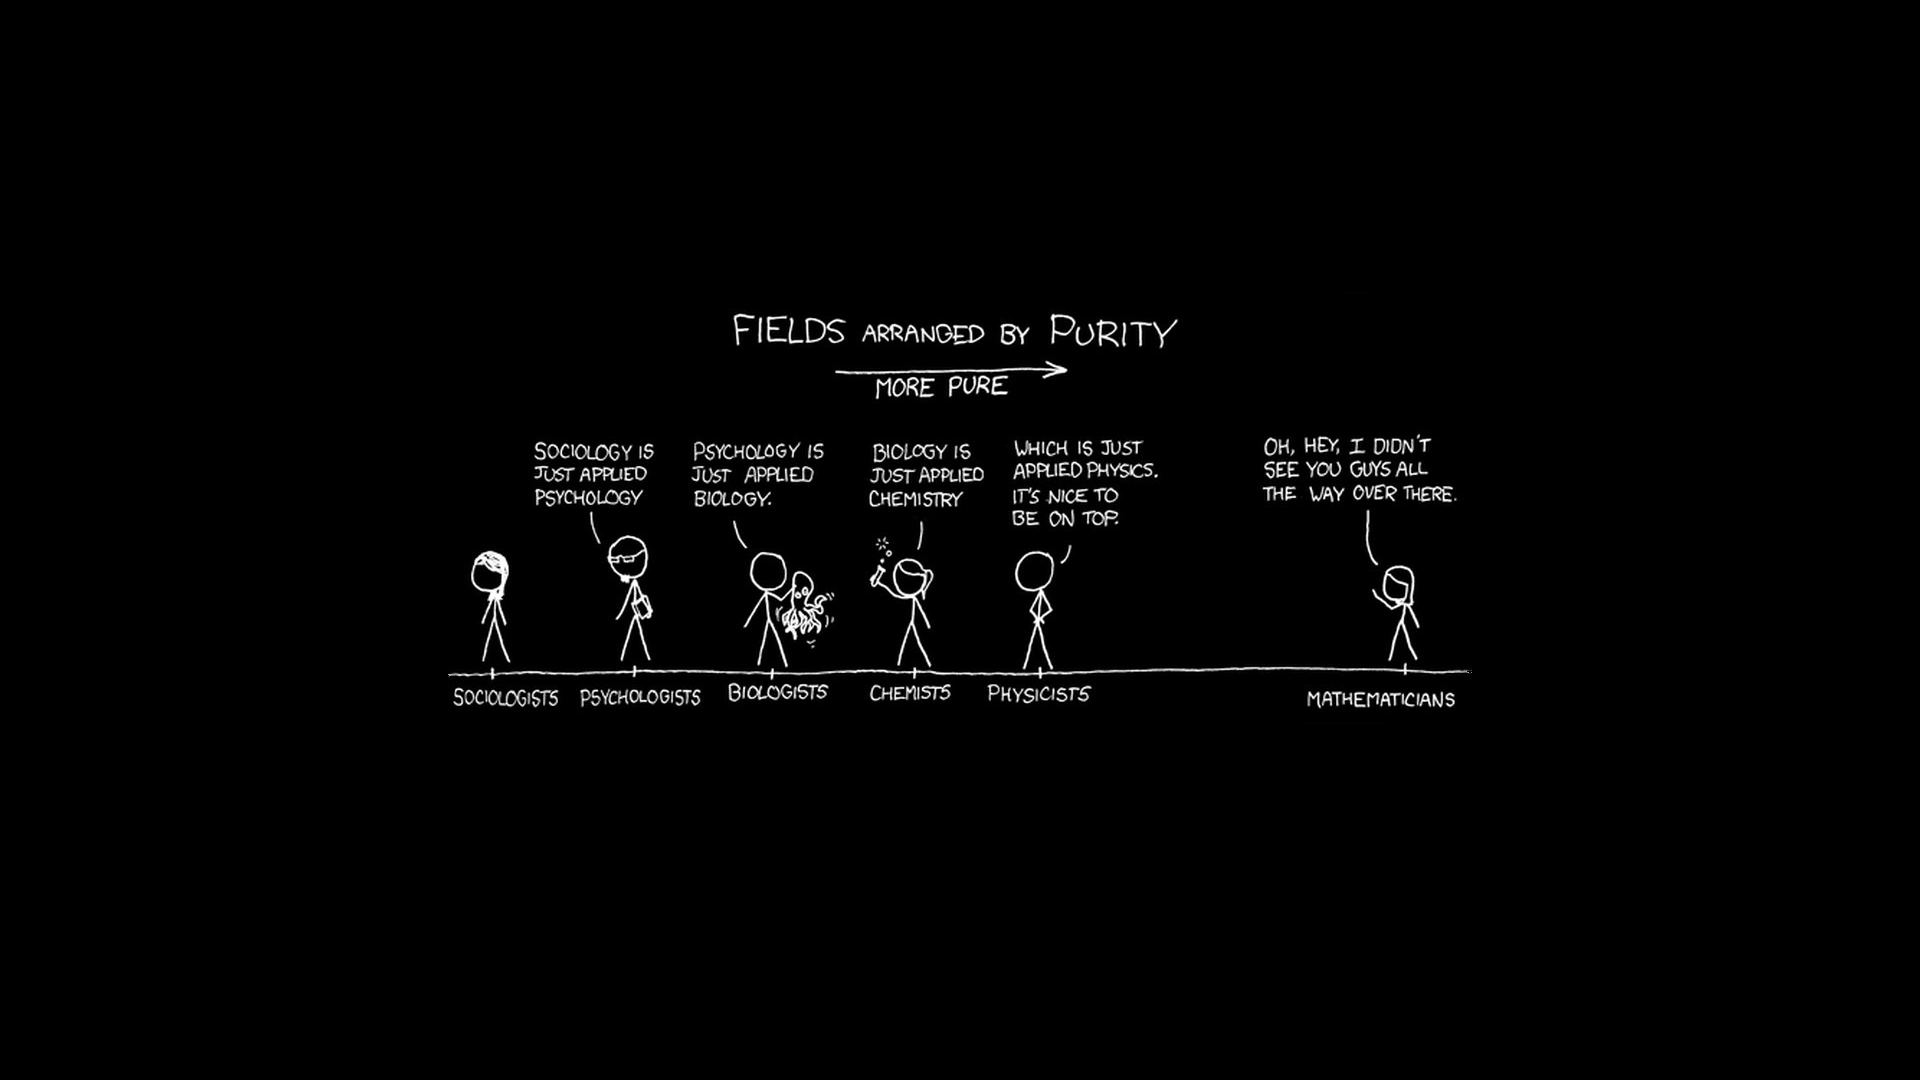 FIELDS ARRANGED BY PURITY
MORE PURE
SOCIOLOGY IS
JUST APPLIED
PSYCHOLOGY
PSYCHOLOGY IS
JUST APPLIED
BIOLOGY.
BIOLOGY IS
JUST APPLIED
CHEMISTRY
WHICH IS JUST
APPLIED PHYSICS.
IT'S NICE TO
BE ON TOP.
OH, HEY, I DIDN'T
SEE YOU GUYS ALL
THE WAY OVER THERE.
SOCIOLOGISTS
PSYCHOLOGISTS
BIOLOGISTS
CHEMISTS
PHYSICISTS
MATHEMATICIANS